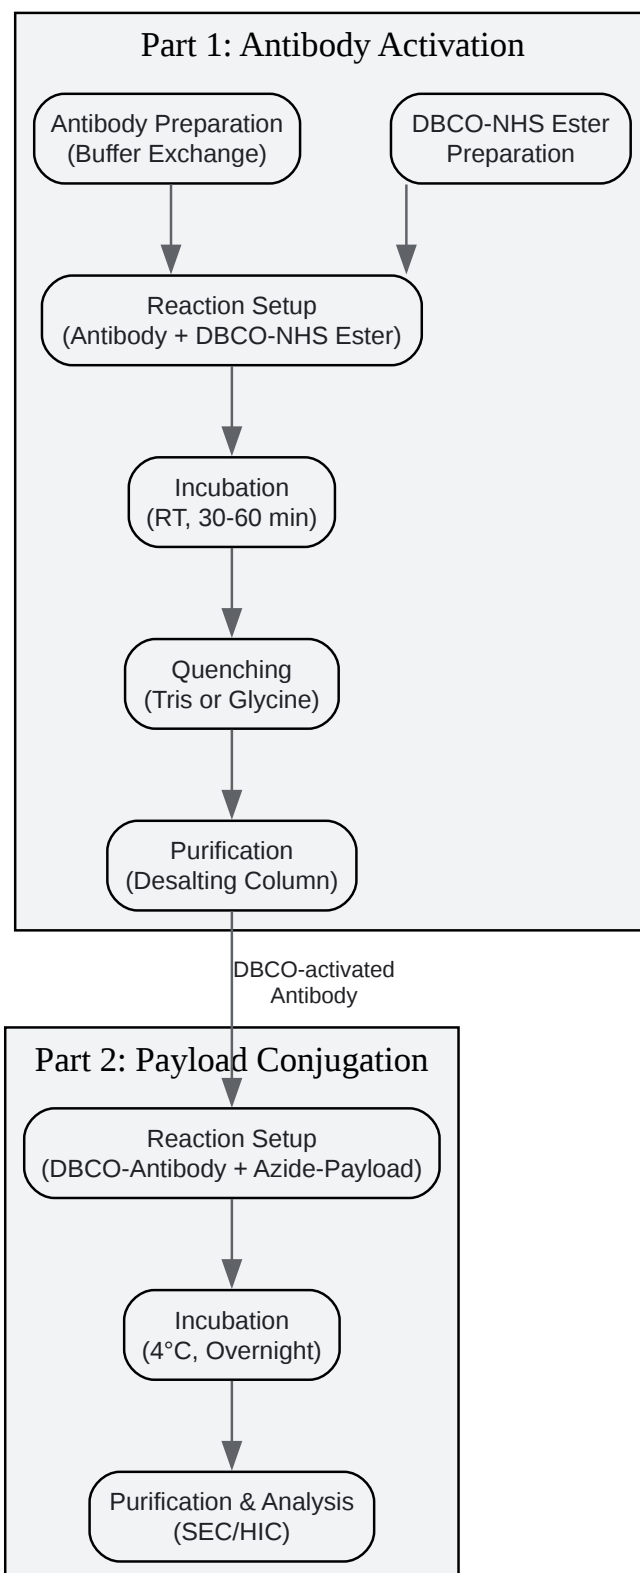 Part 1: Antibody Activation
Antibody Preparation
(Buffer Exchange)
DBCO-NHS Ester
Preparation
Reaction Setup
(Antibody + DBCO-NHS Ester)
Incubation
(RT, 30-60 min)
Quenching
(Tris or Glycine)
Purification
(Desalting Column)
DBCO-activated
Antibody
Part 2: Payload Conjugation
Reaction Setup
(DBCO-Antibody + Azide-Payload)
Incubation
(4°C, Overnight)
Purification & Analysis
(SEC/HIC)